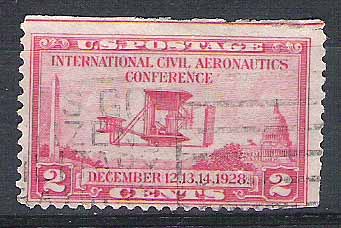 U.S. POSTAGE
INTERNATIONAL CIVIL AERONAUTICS
CONFERENCE
2 DECEMBER 12,13,14,1928 2
CENTS